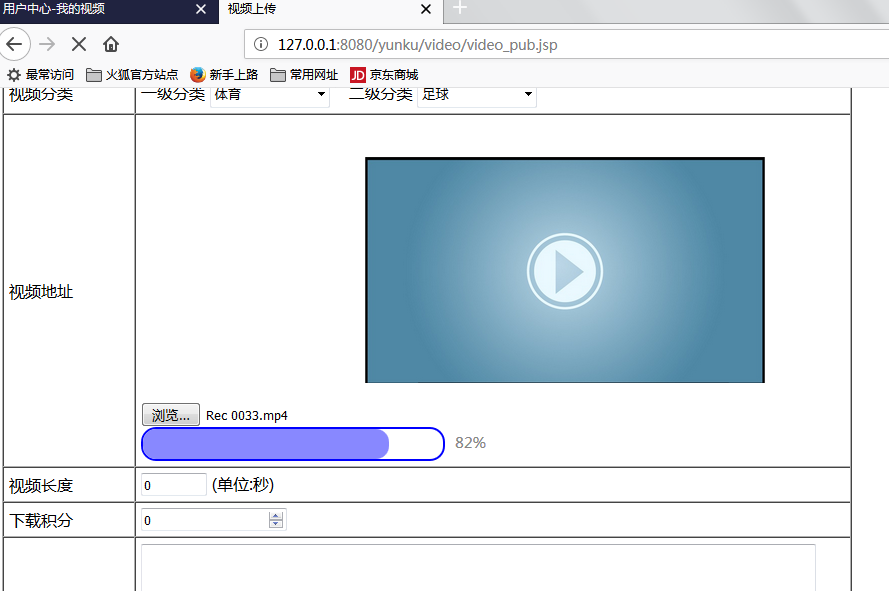 用户中心-我的视频 视频上传
127.0.0.1:8080/yunku/video/video_pub.jsp
最常访问 火狐官方站点 新手上路 常用网址 JD 京东商城
视频分类 一级分类 体育 二级分类 足球
视频地址
浏览... Rec 0033.mp4
82%
视频长度 0 (单位:秒)
下载积分 0